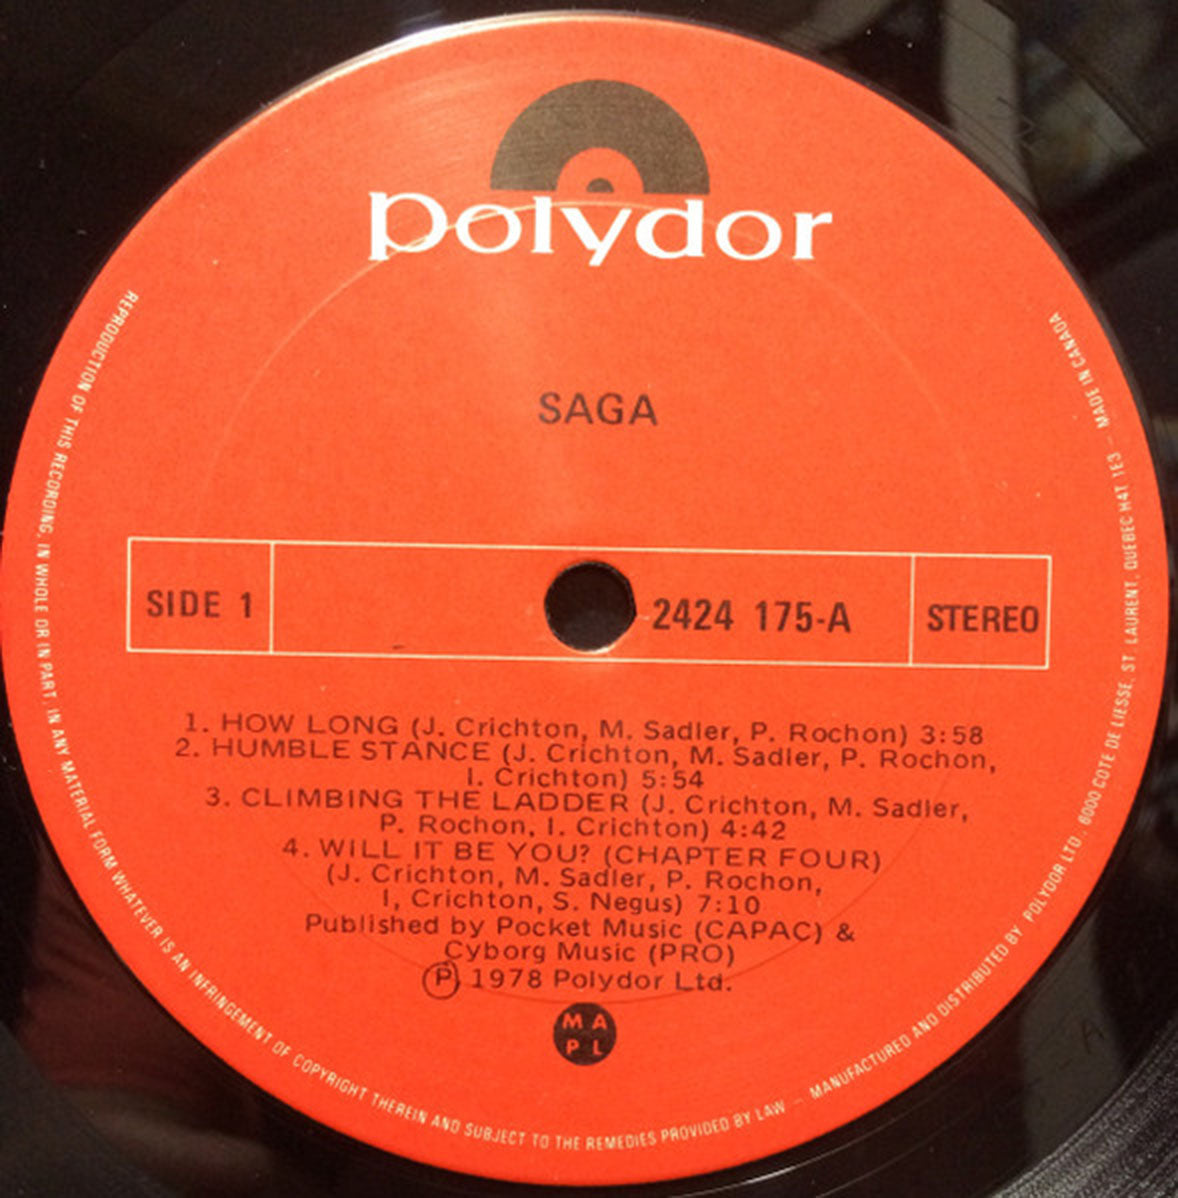 polydor
SAGA
SIDE 1
2424 175-A
STEREO
1. HOW LONG (J. Crichton, M. Sadler, P. Rochon) 3:58
2. HUMBLE STANCE (J. Crichton, M. Sadler, P. Rochon,
I. Crichton) 5:54
3. CLIMBING THE LADDER (J. Crichton, M. Sadler,
P. Rochon, I. Crichton) 4:42
4. WILL IT BE YOU? (CHAPTER FOUR)
(J. Crichton, M. Sadler, P. Rochon,
I, Crichton, S. Negus) 7:10
Published by Pocket Music (CAPAC) &
Cyborg Music (PRO)
Ⓟ 1978 Polydor Ltd.
M A
P L
REPRODUCTION OF THIS RECORDING, IN WHOLE OR IN PART, IN ANY MATERIAL FORM WHATEVER IS AN INFRINGEMENT OF COPYRIGHT THEREIN AND SUBJECT TO THE REMEDIES PROVIDED BY LAW – MANUFACTURED AND DISTRIBUTED BY POLYDOR LTD., 6000 COTE DE LIESSE, ST. LAURENT, QUEBEC H4T 1E3 – MADE IN CANADA